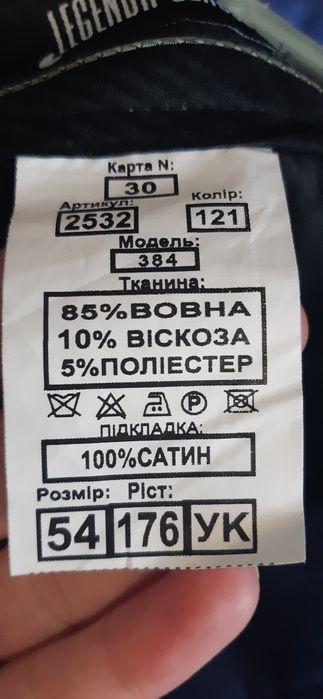 LEGENDA
Карта N:
30
Артикул: Колір:
2532 121
Модель:
384
Тканина:
85%ВОВНА
10% ВІСКОЗА
5%ПОЛІЕСТЕР
P
ПІДКЛАДКА:
100%САТИН
Розмір: Ріст:
54 176 УК